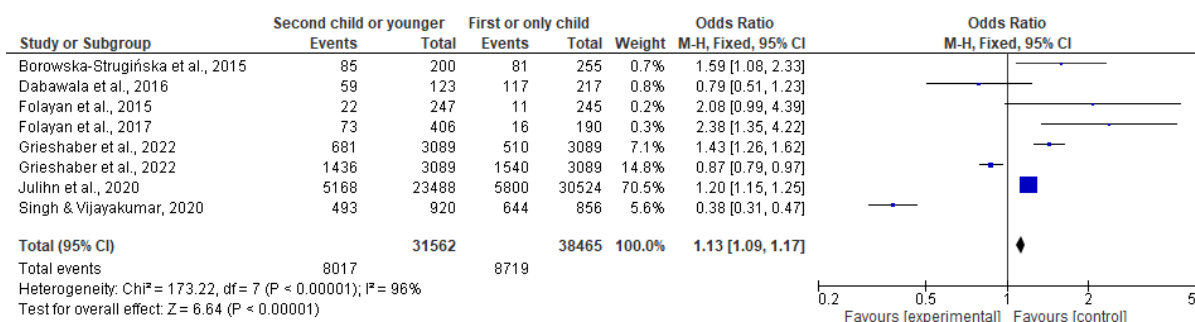 Second child or younger First or only child Odds Ratio Odds Ratio
Study or Subgroup Events Total Events Total Weight M-H, Fixed, 95% CI M-H, Fixed, 95% CI
Borowska-Strugińska et al., 2015 85 200 81 255 0.7% 1.59 [1.08, 2.33]
Dabawala et al., 2016 59 123 117 217 0.8% 0.79 [0.51, 1.23]
Folayan et al., 2015 22 247 11 245 0.2% 2.08 [0.99, 4.39]
Folayan et al., 2017 73 406 16 190 0.3% 2.38 [1.35, 4.22]
Grieshaber et al., 2022 681 3089 510 3089 7.1% 1.43 [1.26, 1.62]
Grieshaber et al., 2022 1436 3089 1540 3089 14.8% 0.87 [0.79, 0.97]
Julihn et al., 2020 5168 23488 5800 30524 70.5% 1.20 [1.15, 1.25]
Singh & Vijayakumar, 2020 493 920 644 856 5.6% 0.38 [0.31, 0.47]
Total (95% CI) 31562 38465 100.0% 1.13 [1.09, 1.17]
Total events 8017 8719
Heterogeneity: Chi² = 173.22, df = 7 (P < 0.00001); I² = 96%
Test for overall effect: Z = 6.64 (P < 0.00001)
0.2 0.5 1 2 5
Favours [experimental] Favours [control]